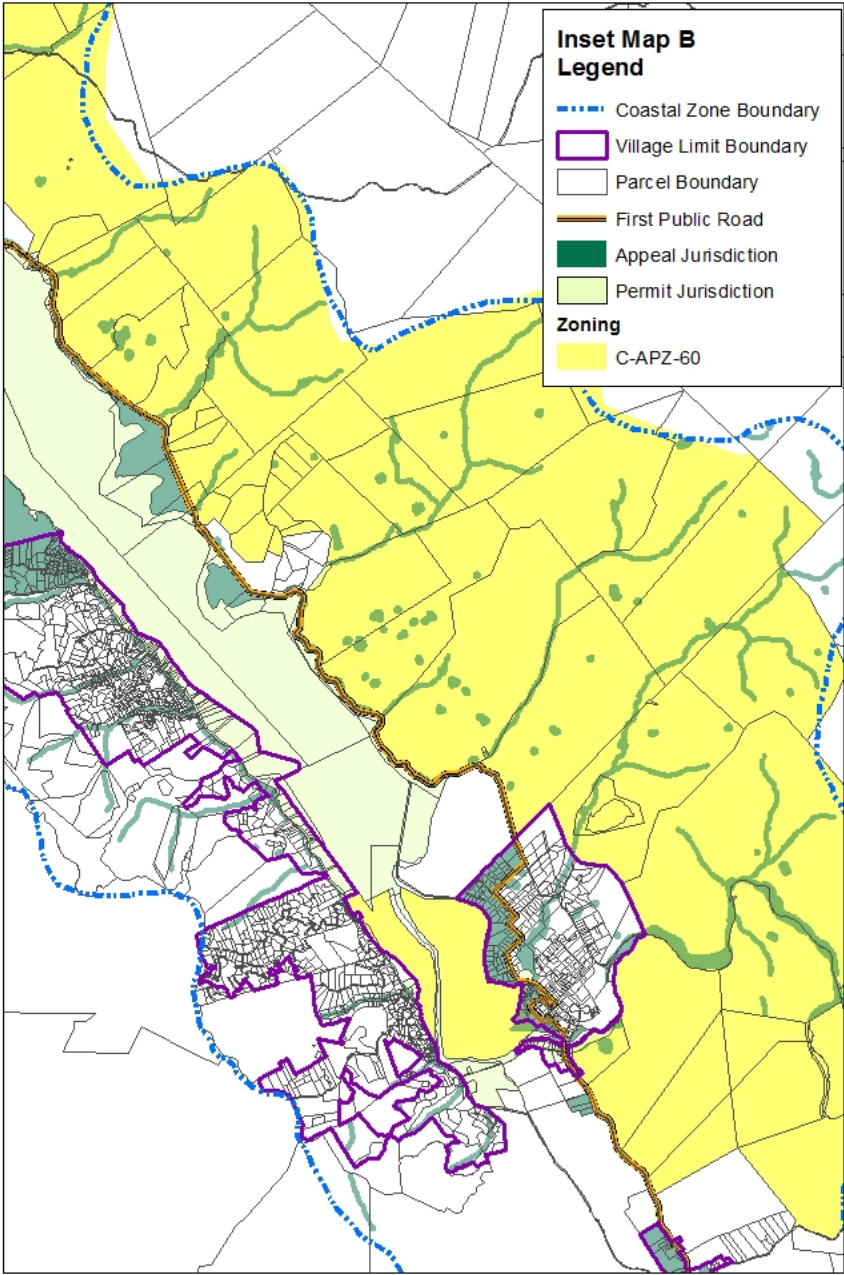 Inset Map B
Legend
Coastal Zone Boundary
Village Limit Boundary
Parcel Boundary
First Public Road
Appeal Jurisdiction
Permit Jurisdiction
Zoning
C-APZ-60